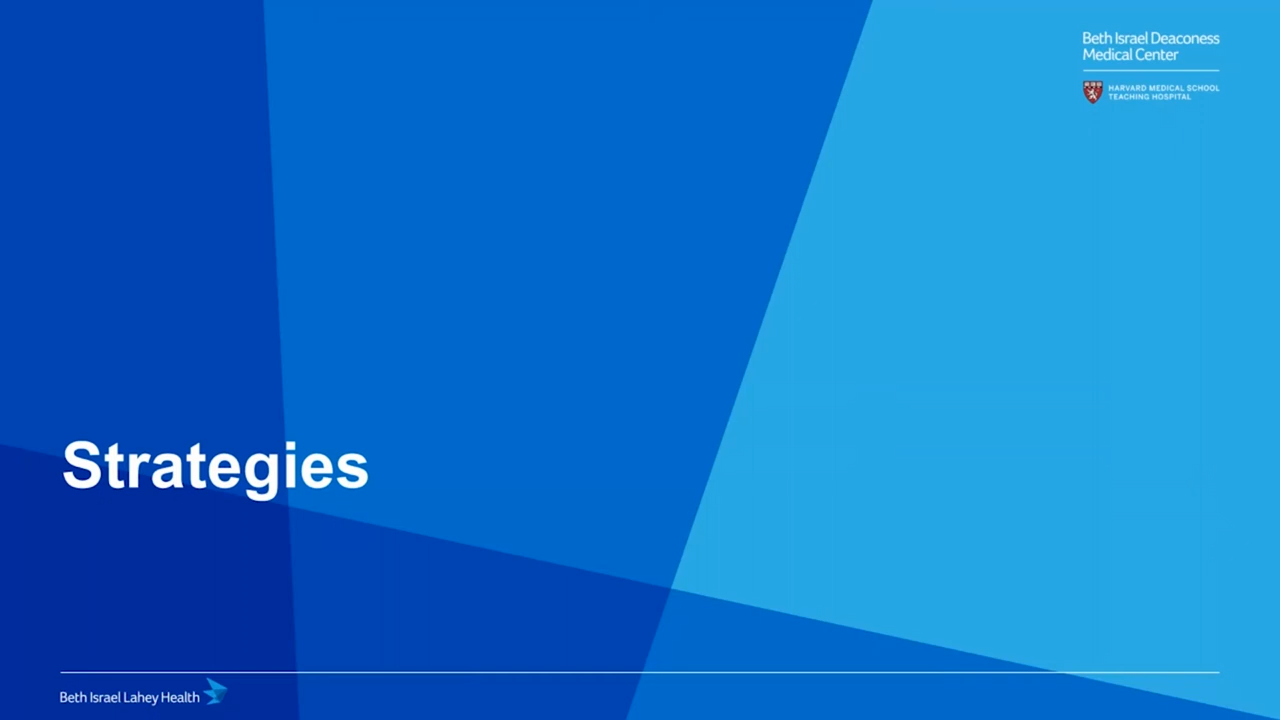 Beth Israel Deaconess
Medical Center
HARVARD MEDICAL SCHOOL
TEACHING HOSPITAL
Strategies
Beth Israel Lahey Health